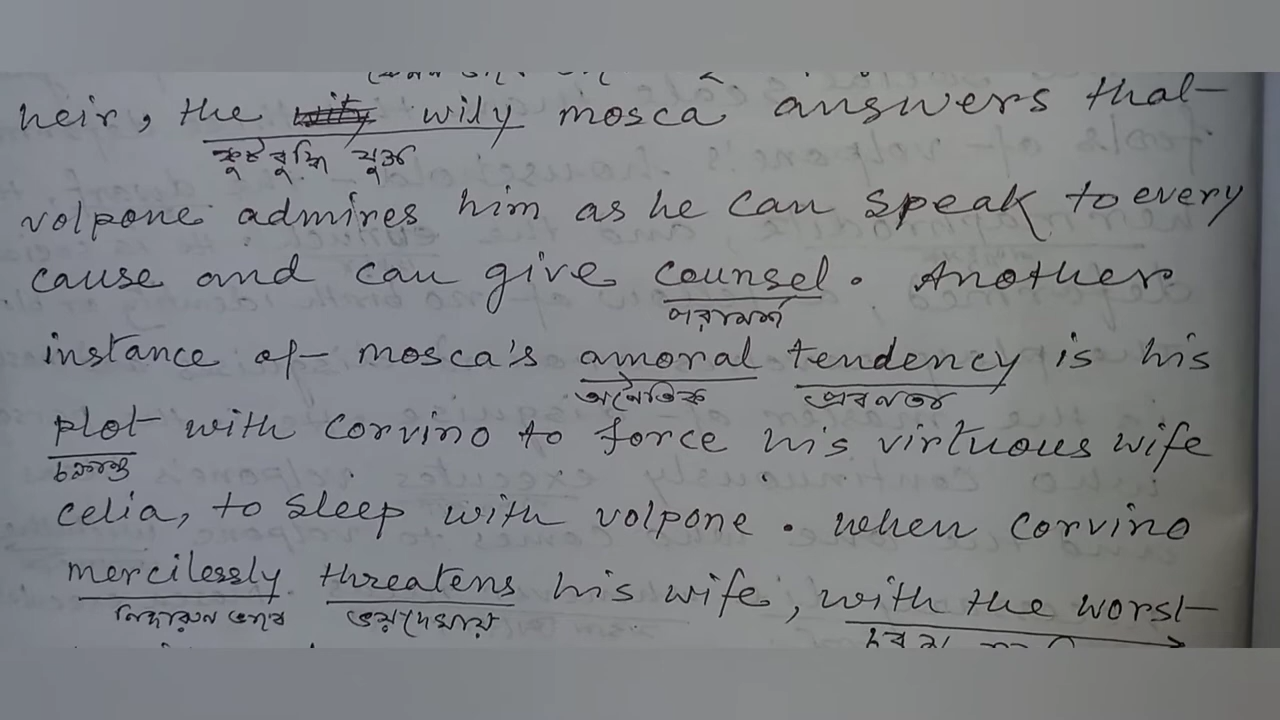 heir, the wily mosca answers that
কূটবুদ্ধি যুক্ত
volpone admires him as he can speak to every
cause and can give counsel. Another
পরামর্শ
instance of mosca's amoral tendency is his
অনৈতিক প্রবনতা
plot with corvino to force his virtuous wife
চক্রান্ত
celia, to sleep with volpone. when corvino
mercilessly threatens his wife, with the worst
নিদারুন ভাবে ভয়দেখায়